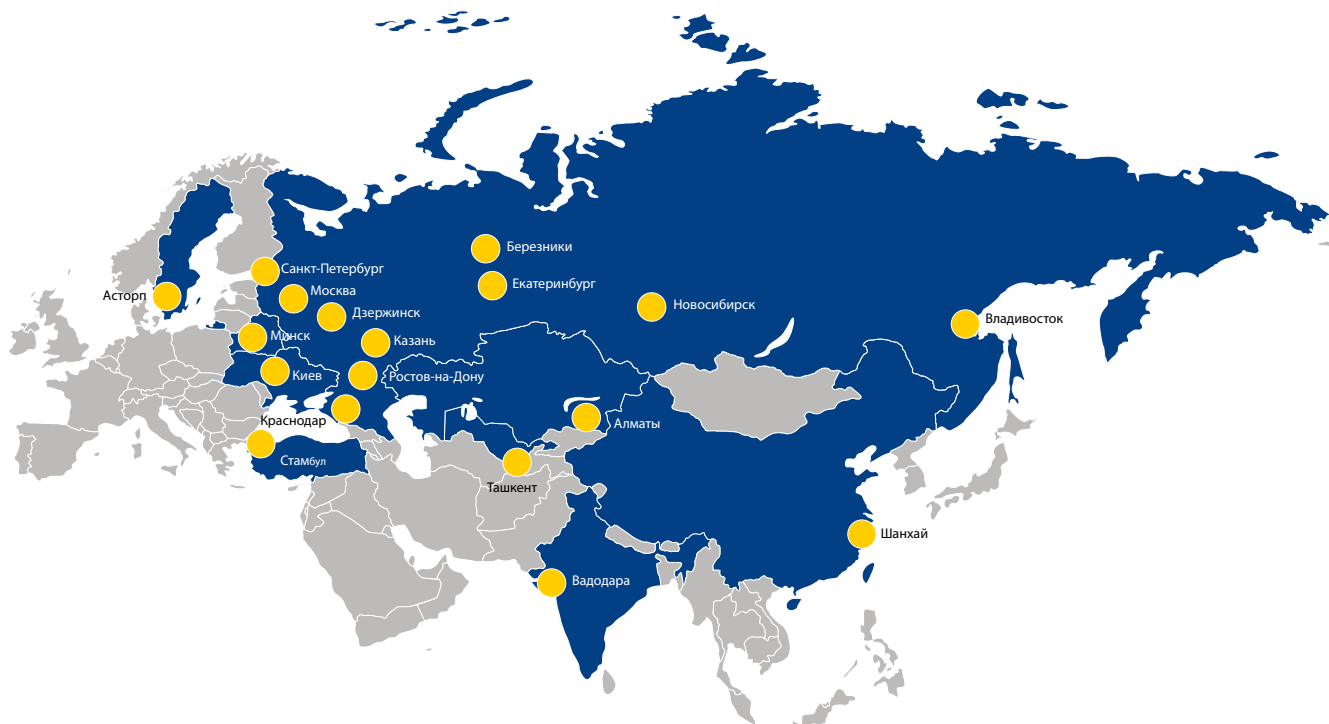 Березники
Санкт-Петербург
Екатеринбург
Асторп
Москва
Новосибирск
Дзержинск
Владивосток
Минск
Казань
Киев
Ростов-на-Дону
Краснодар
Алматы
Стамбул
Ташкент
Шанхай
Вадодара